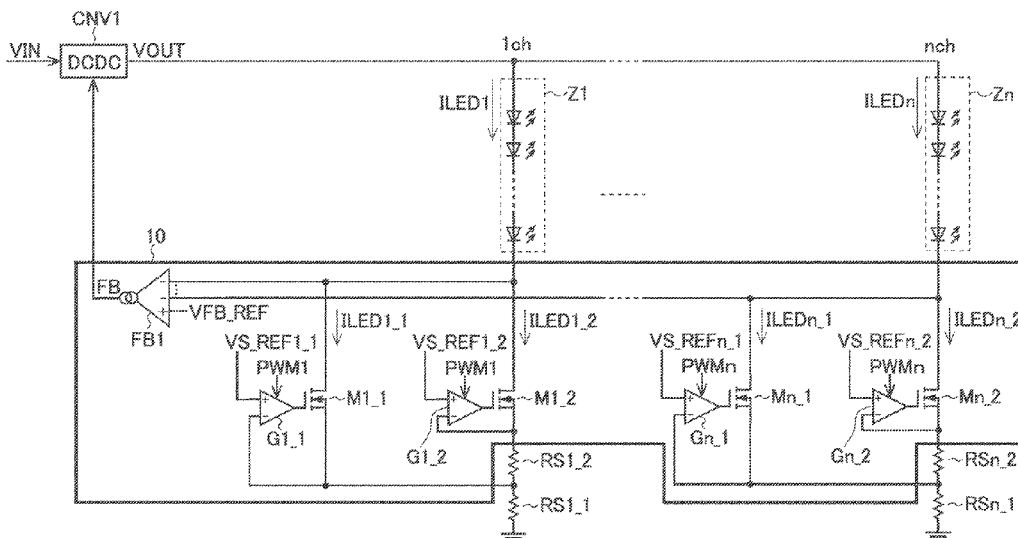 CNV1
VIN
DCDC
VOUT
1ch
nch
ILED1
Z1
ILEDn
Zn
10
FB
VFB_REF
FB1
ILED1_1
ILED1_2
ILEDn_1
ILEDn_2
VS_REF1_1
VS_REF1_2
VS_REFn_1
VS_REFn_2
PWM1
PWM1
PWMn
PWMn
M1_1
M1_2
Mn_1
Mn_2
G1_1
G1_2
Gn_1
Gn_2
RS1_2
RSn_2
RS1_1
RSn_1